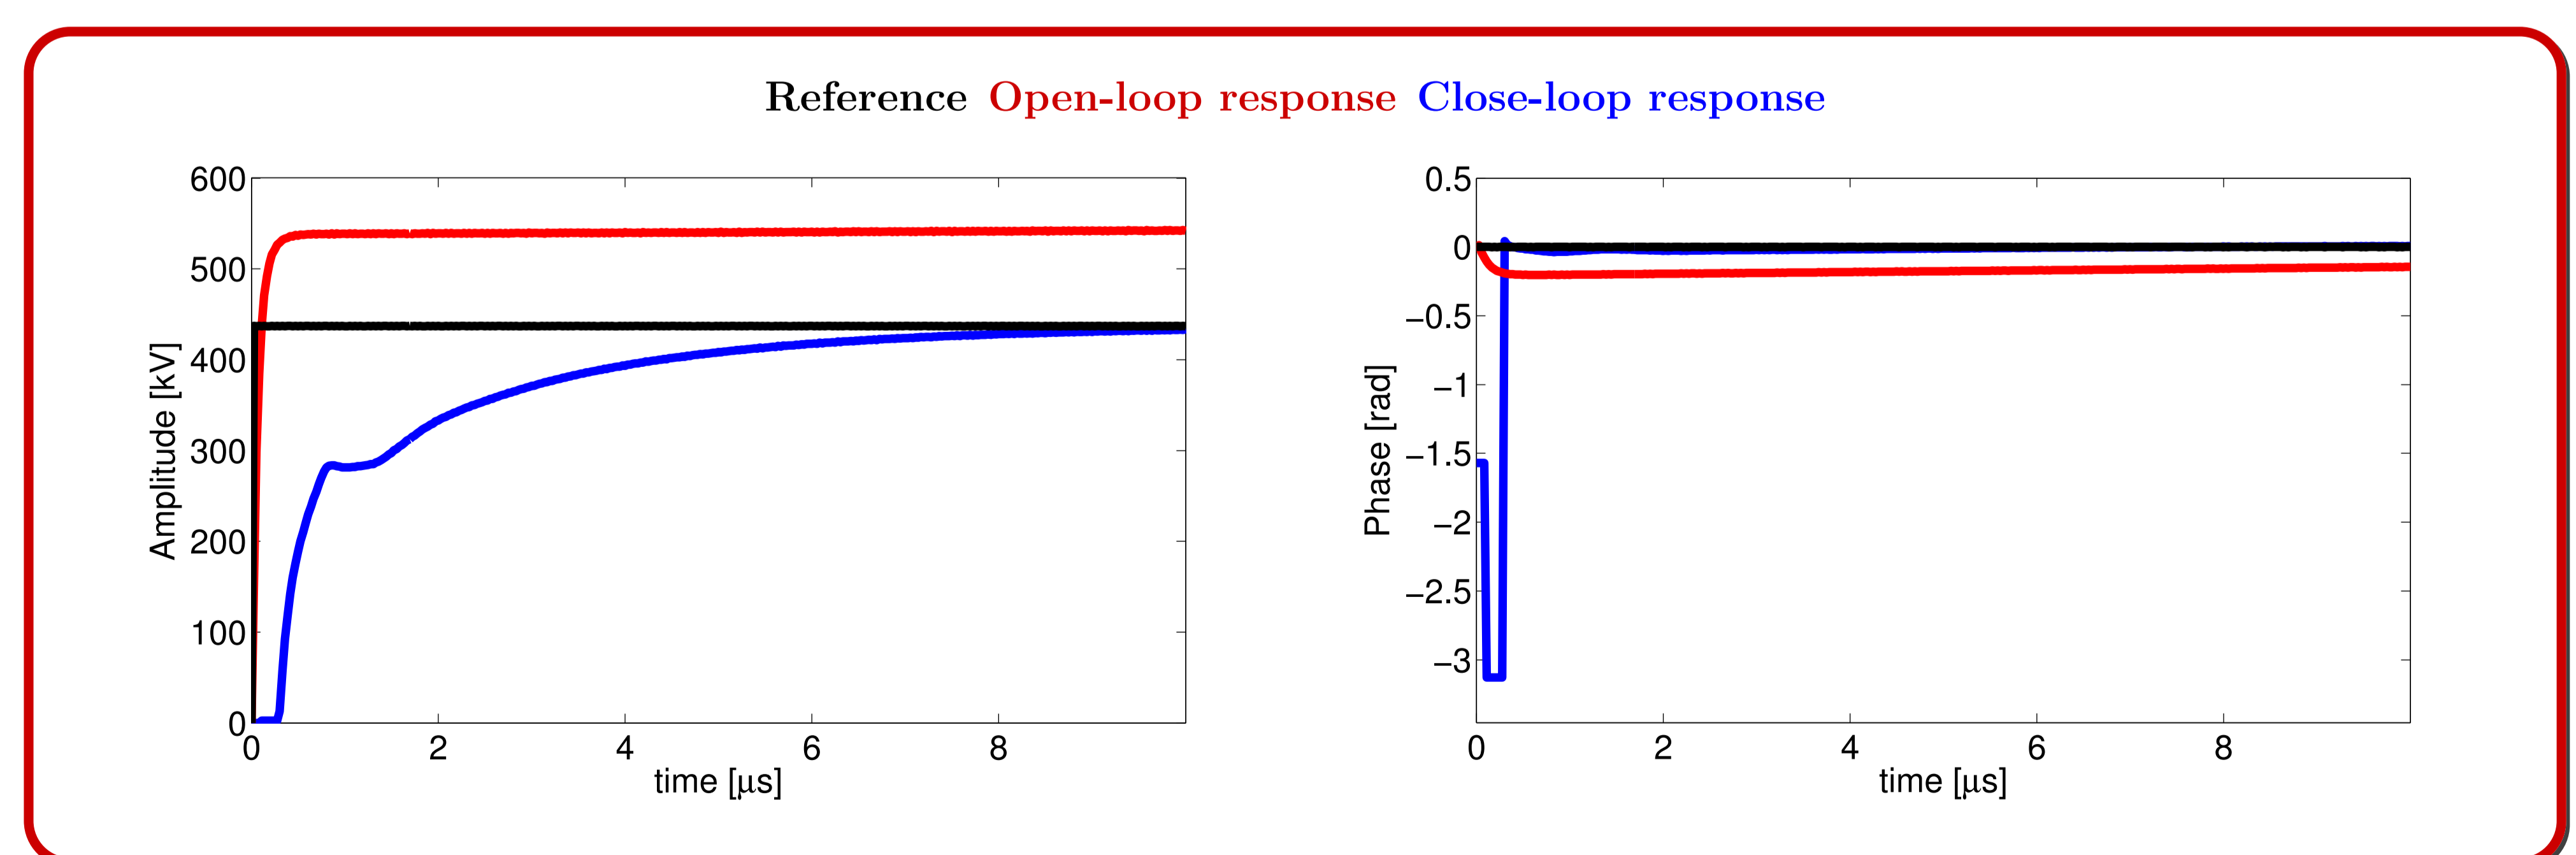 Reference Open-loop response Close-loop response
600
500
400
300
200
100
0
Amplitude [kV]
0 2 4 6 8
time [μs]
0.5
0
−0.5
−1
−1.5
−2
−2.5
−3
Phase [rad]
0 2 4 6 8
time [μs]